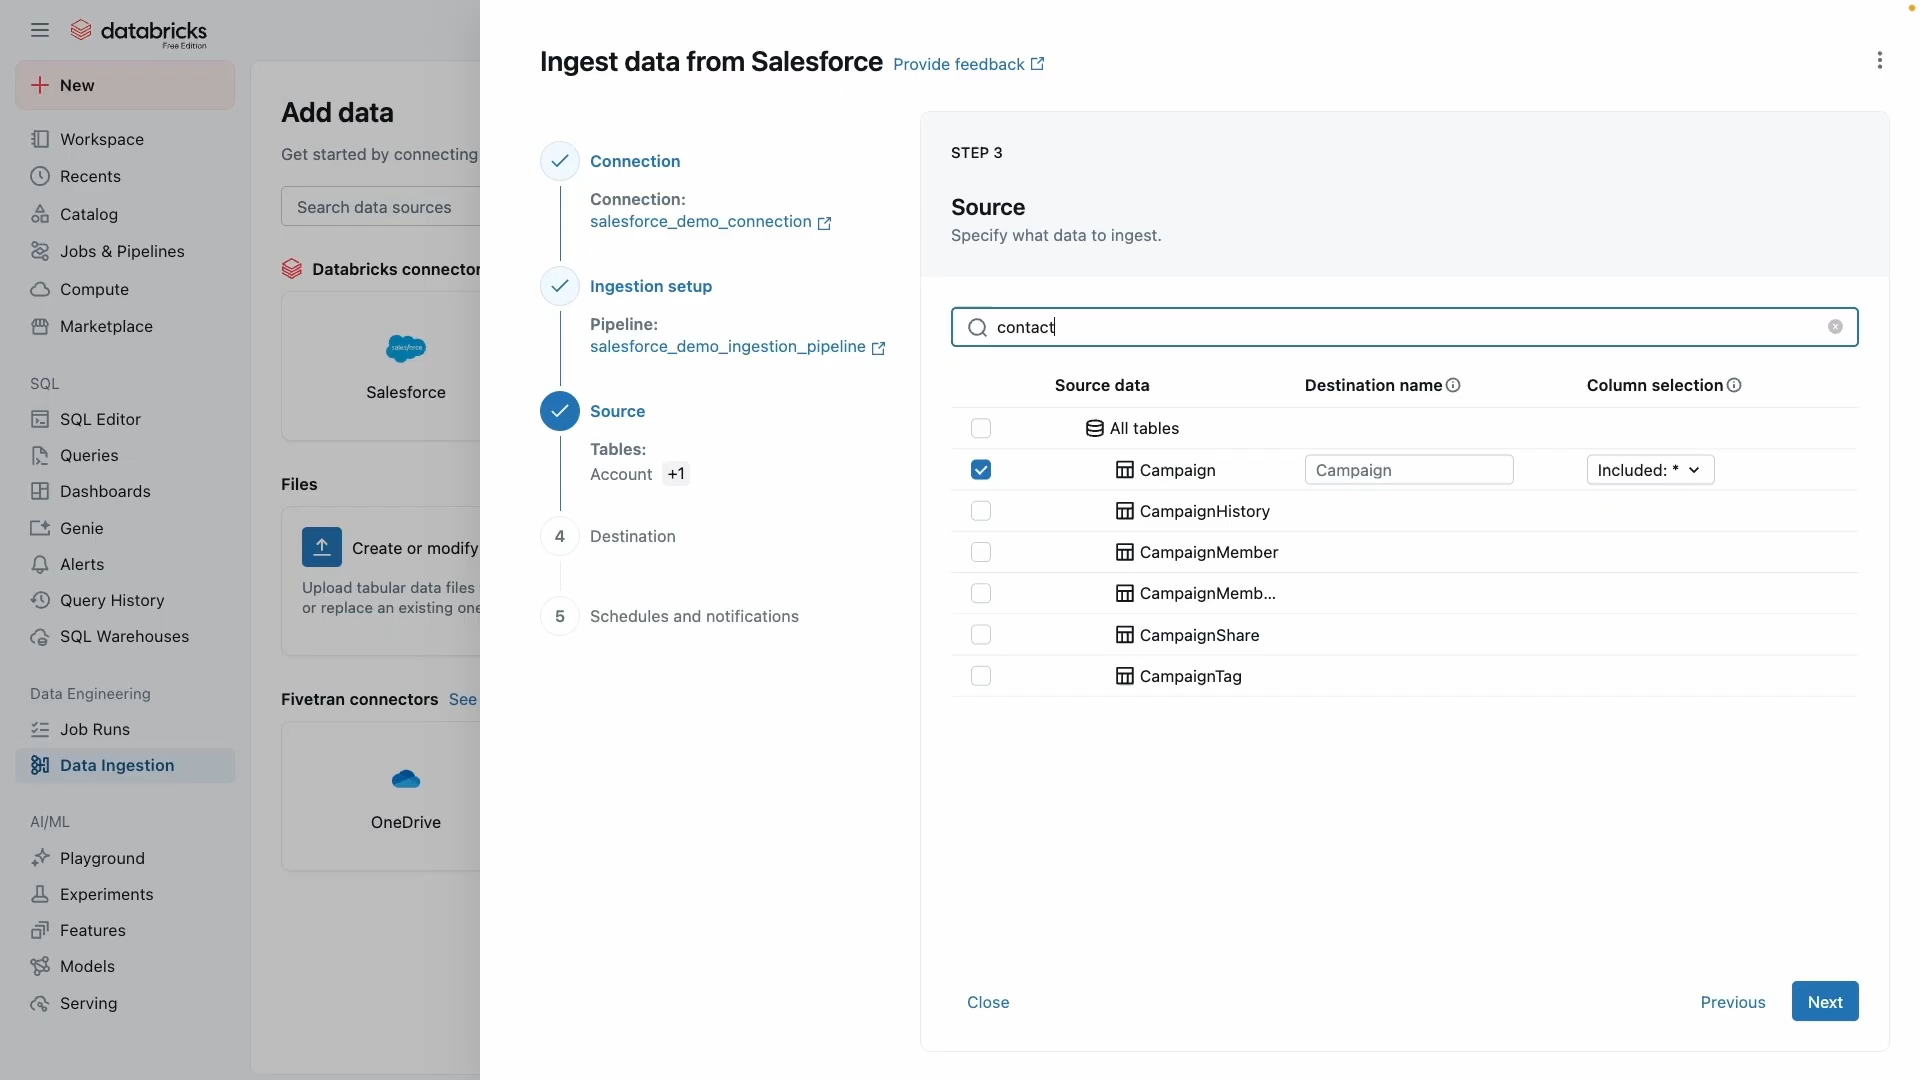 databricks
Free Edition
New
Workspace
Recents
Catalog
Jobs & Pipelines
Compute
Marketplace
SQL
SQL Editor
Queries
Dashboards
Genie
Alerts
Query History
SQL Warehouses
Data Engineering
Job Runs
Data Ingestion
AI/ML
Playground
Experiments
Features
Models
Serving
Add data
Get started by connecting
Search data sources
Databricks connector
salesforce
Salesforce
Files
Create or modify
Upload tabular data files
or replace an existing one
Fivetran connectors See
OneDrive
Ingest data from Salesforce Provide feedback
Connection
Connection:
salesforce_demo_connection
Ingestion setup
Pipeline:
salesforce_demo_ingestion_pipeline
Source
Tables:
Account +1
4 Destination
5 Schedules and notifications
STEP 3
Source
Specify what data to ingest.
contact
Source data Destination name Column selection
All tables
Campaign Campaign Included: *
CampaignHistory
CampaignMember
CampaignMemb...
CampaignShare
CampaignTag
Close Previous Next